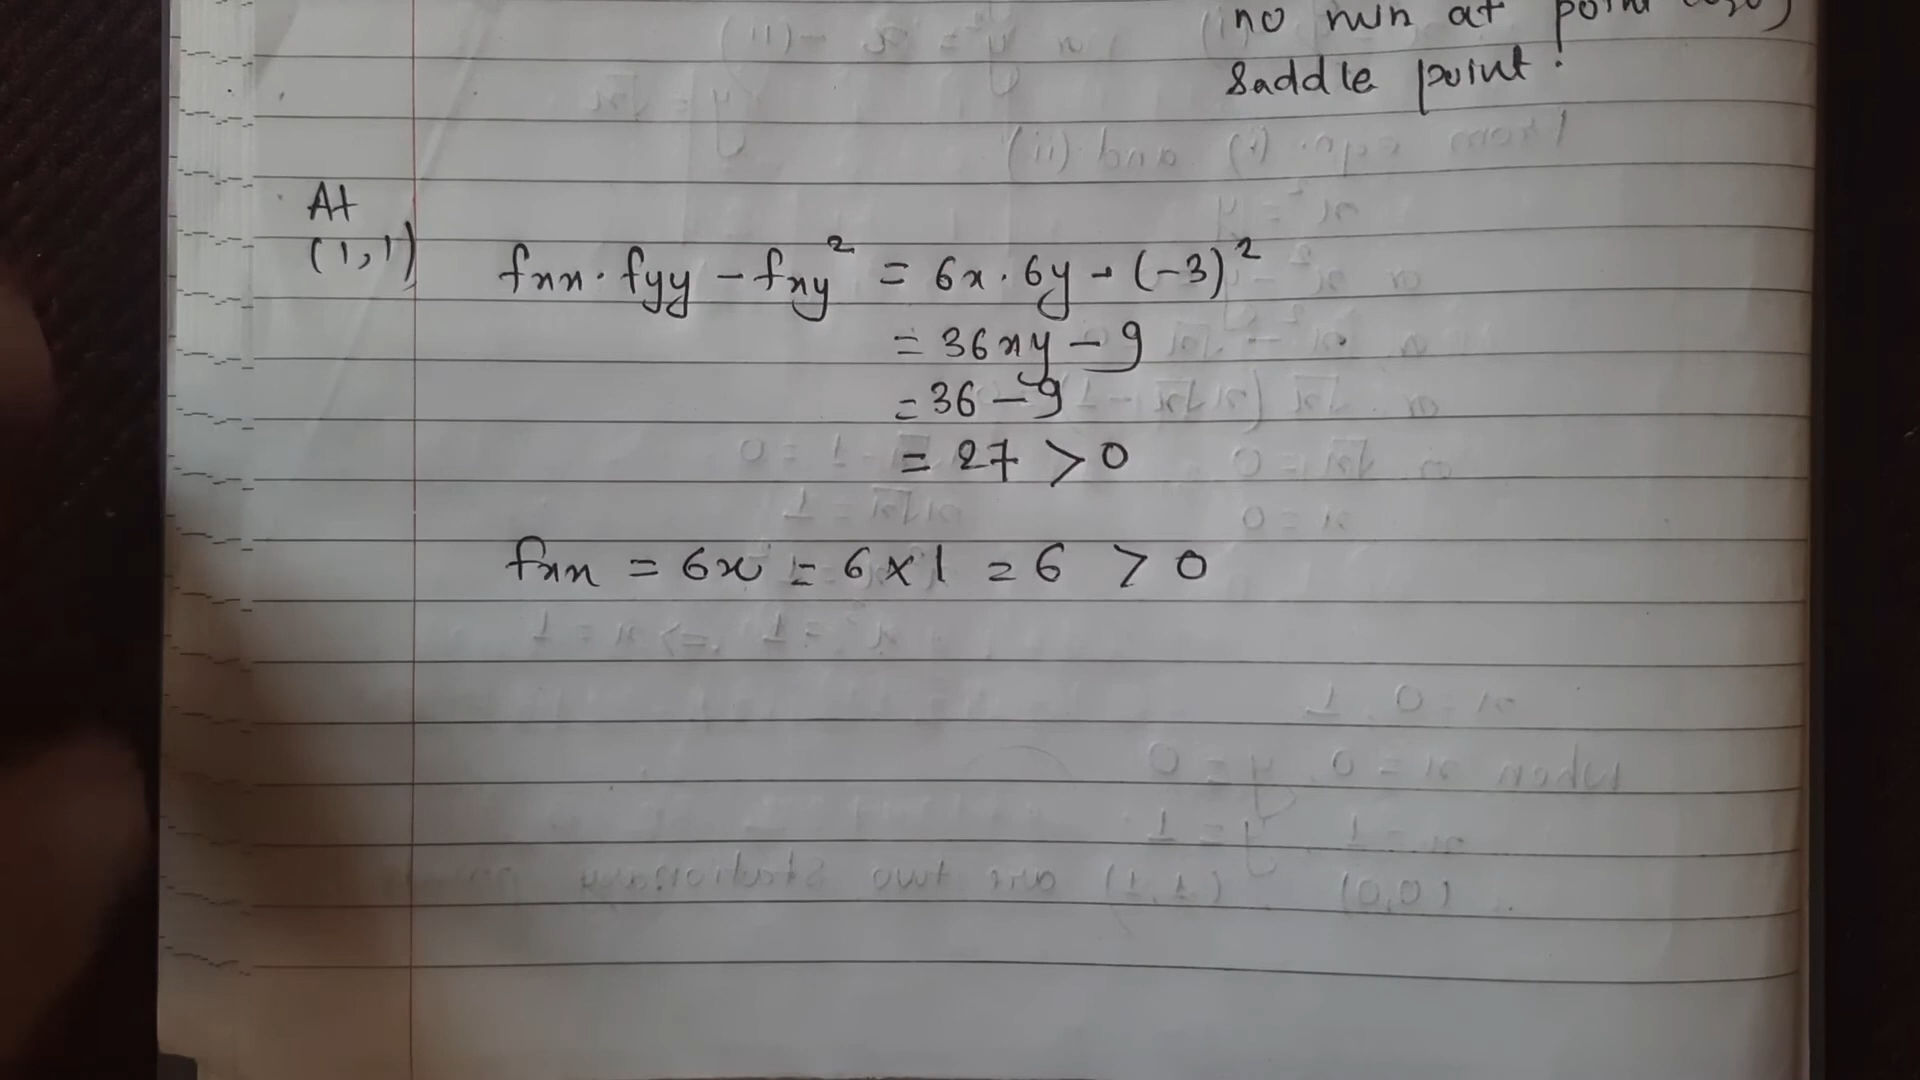 no min at point
saddle point.
At
(1,1)
fxx · fyy - fxy² = 6x · 6y - (-3)²
= 36xy - 9
= 36 - 9
= 27 > 0
fxx = 6x = 6 × 1 = 6 > 0